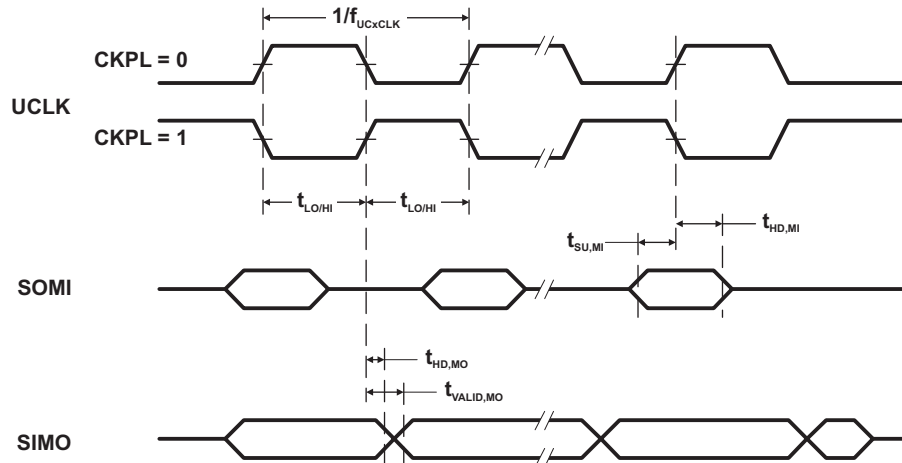 1/fUCxCLK
CKPL = 0
UCLK
CKPL = 1
tLO/HI tLO/HI
tHD,MI
tSU,MI
SOMI
tHD,MO
tVALID,MO
SIMO